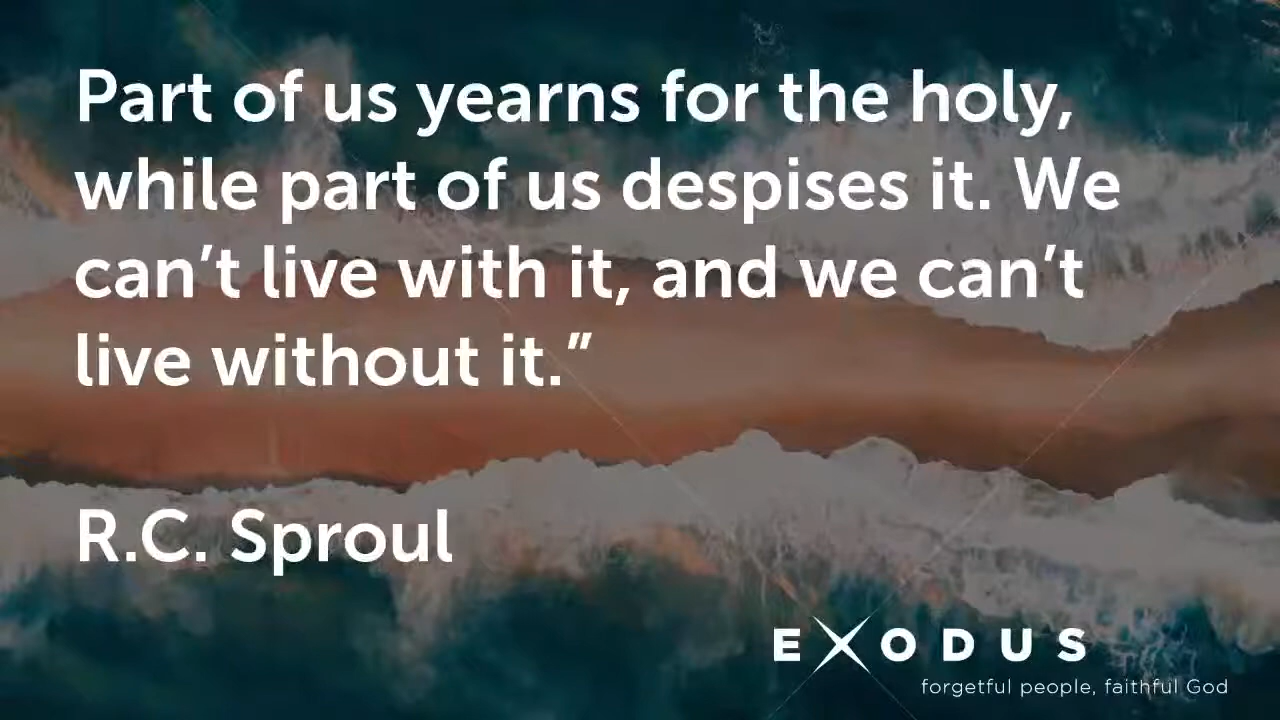 Part of us yearns for the holy,
while part of us despises it. We
can’t live with it, and we can’t
live without it.”
R.C. Sproul
EXODUS
forgetful people, faithful God